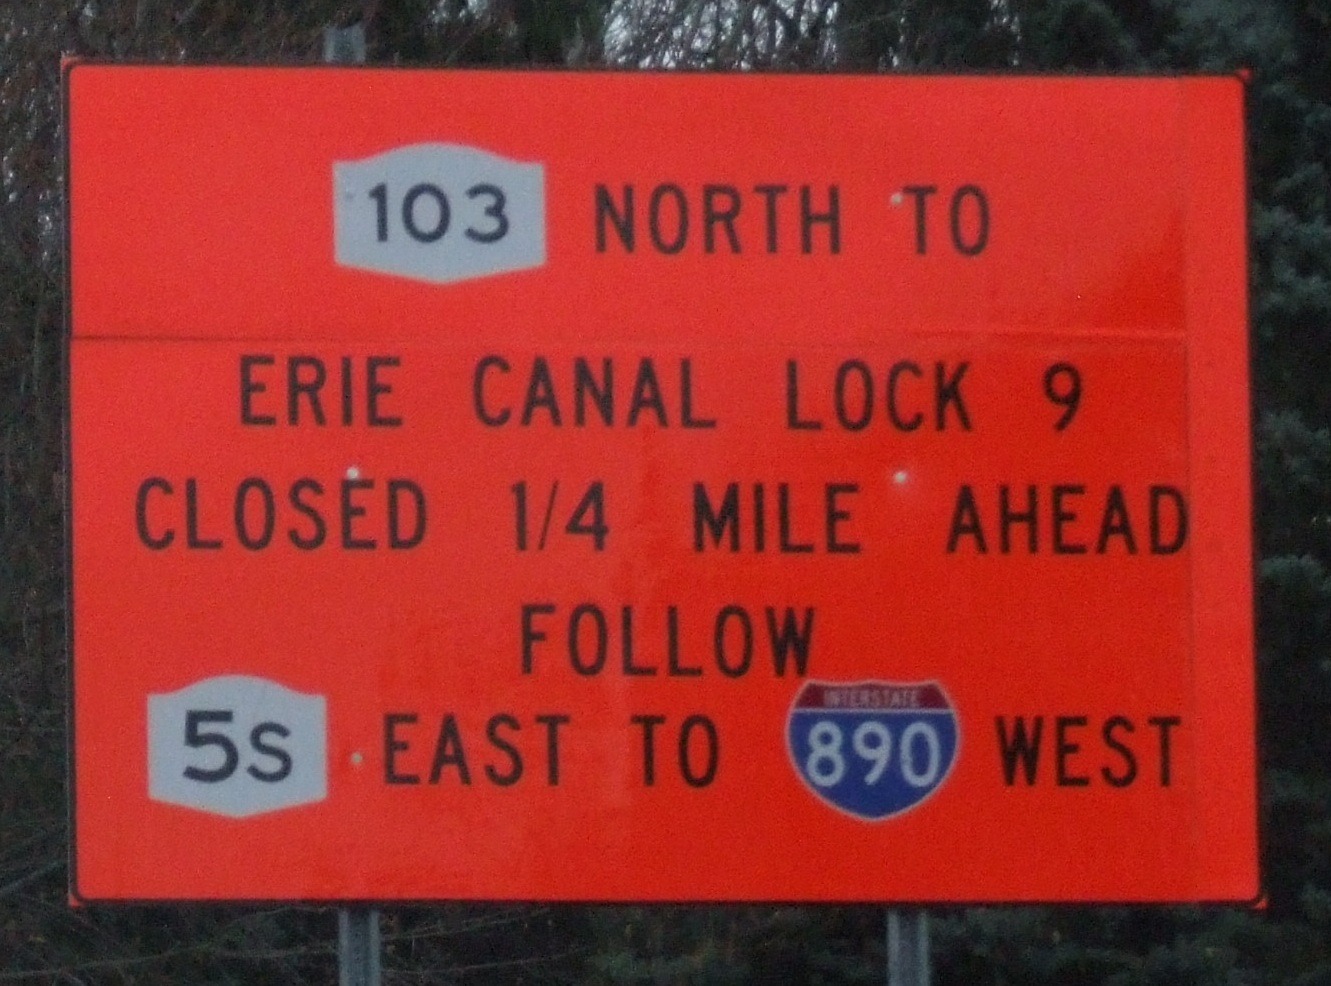 103 NORTH TO
ERIE CANAL LOCK 9
CLOSED 1/4 MILE AHEAD
FOLLOW
5S EAST TO INTERSTATE 890 WEST